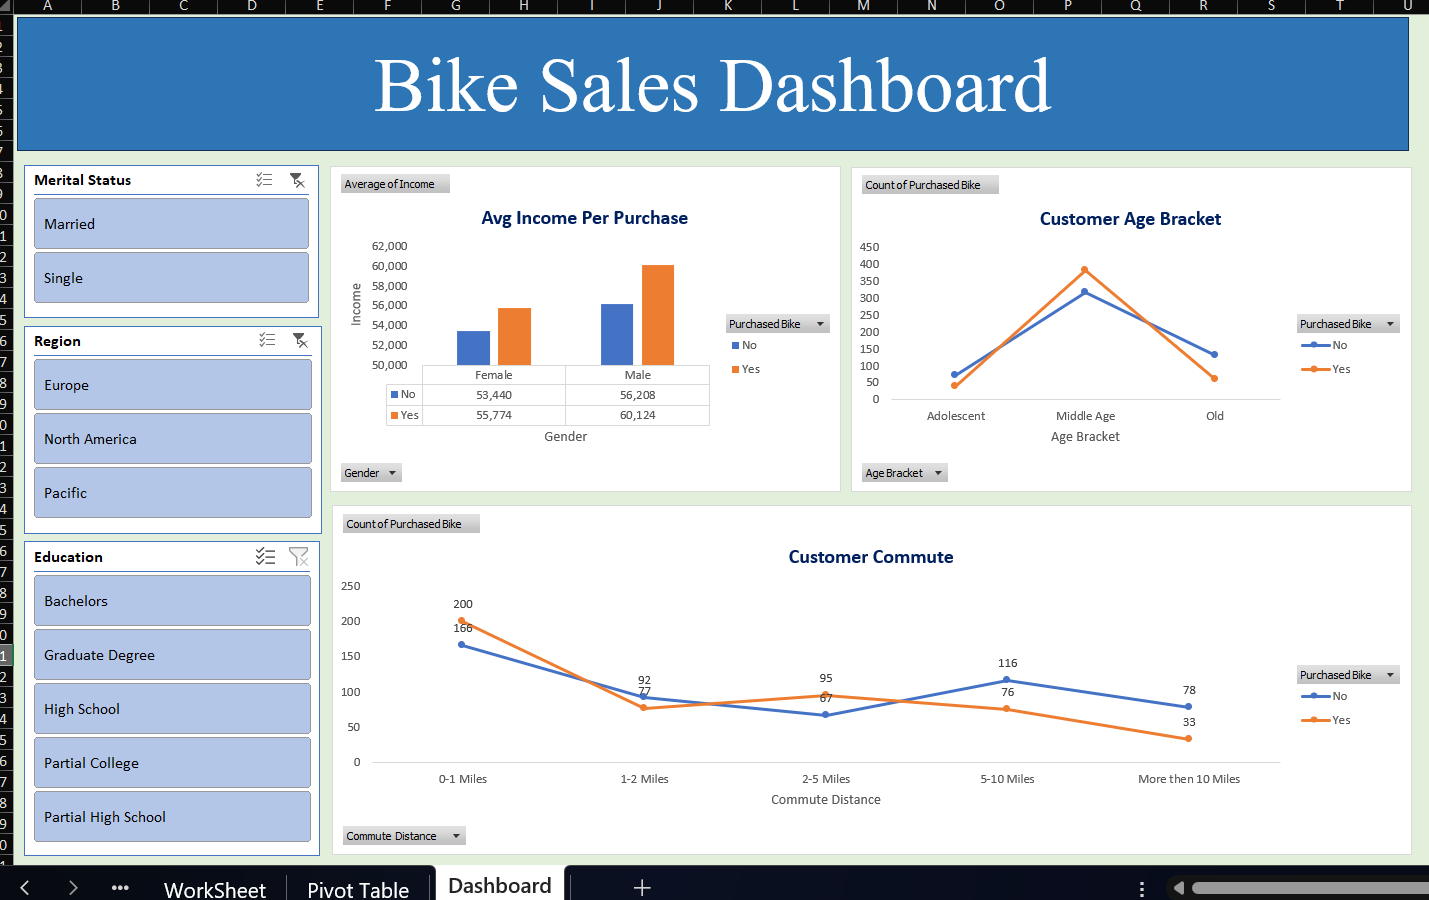 A B C D E F G H I J K L M N O P Q R S T U
Bike Sales Dashboard
Merital Status
Married
Single
Region
Europe
North America
Pacific
Education
Bachelors
Graduate Degree
High School
Partial College
Partial High School
Average of Income
Avg Income Per Purchase
62,000
60,000
58,000
56,000
54,000
52,000
50,000
Income
Female Male
No 53,440 56,208
Yes 55,774 60,124
Gender
Purchased Bike
No
Yes
Gender
Count of Purchased Bike
Customer Age Bracket
450
400
350
300
250
200
150
100
50
0
Adolescent Middle Age Old
Age Bracket
Purchased Bike
No
Yes
Age Bracket
Count of Purchased Bike
Customer Commute
250
200
150
100
50
0
200
166
92
77
95
67
116
76
78
33
0-1 Miles 1-2 Miles 2-5 Miles 5-10 Miles More then 10 Miles
Commute Distance
Purchased Bike
No
Yes
Commute Distance
WorkSheet Pivot Table Dashboard